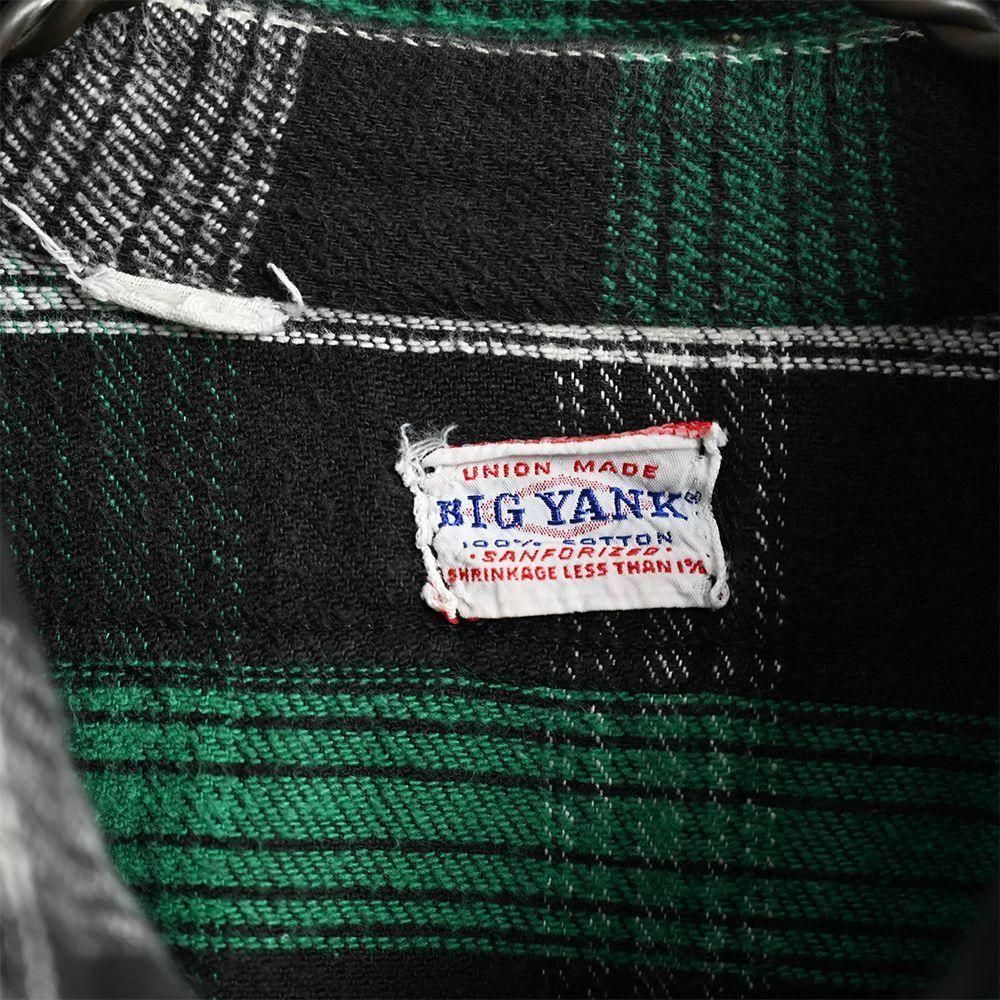 UNION MADE
BIG YANK®
100% COTTON
·SANFORIZED·
SHRINKAGE LESS THAN 1%